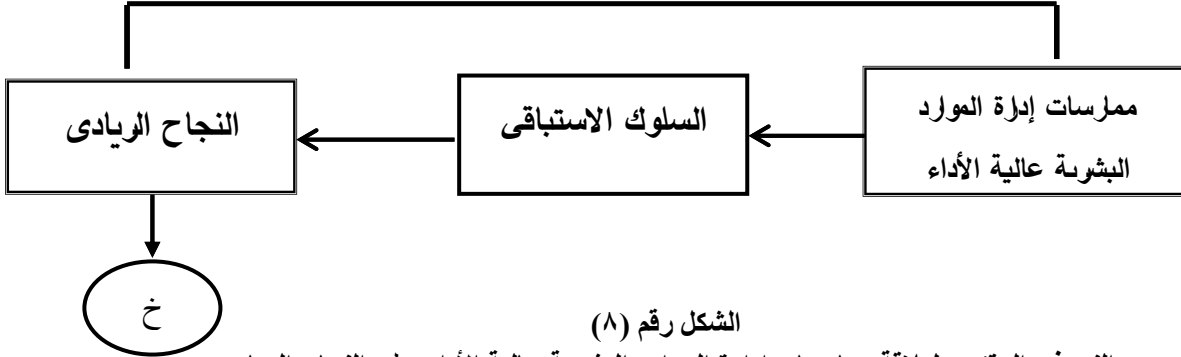 ممارسات إدارة الموارد
البشرية عالية الأداء
السلوك الاستباقى
النجاح الريادى
خ
الشكل رقم (٨)